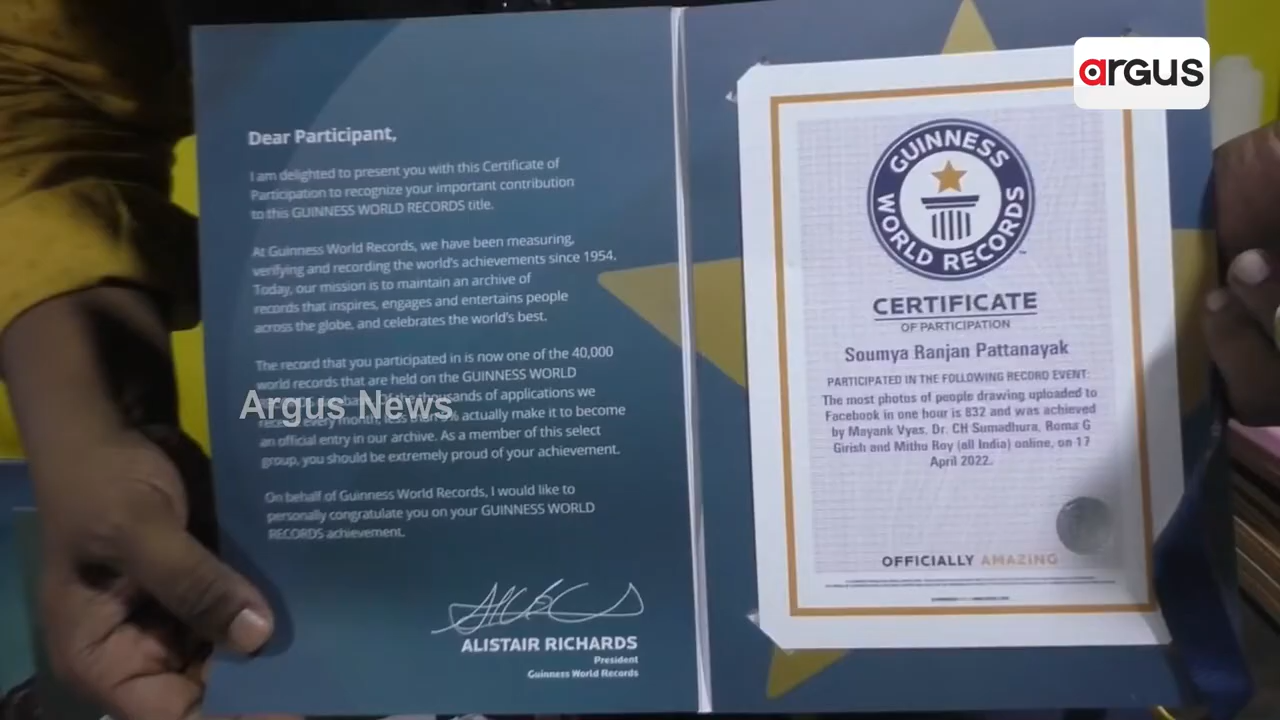 Dear Participant,
I am delighted to present you with this Certificate of
Participation to recognize your important contribution
to this GUINNESS WORLD RECORDS title.
At Guinness World Records, we have been measuring,
verifying and recording the world's achievements since 1954.
Today, our mission is to maintain an archive of
records that inspires, engages and entertains people
across the globe, and celebrates the world's best.
The record that you participated in is now one of the 40,000
world records that are held on the GUINNESS WORLD
of the thousands of applications we
every month, less than actually make it to become
an official entry in our archive. As a member of this select
group, you should be extremely proud of your achievement.
On behalf of Guinness World Records, I would like to
personally congratulate you on your GUINNESS WORLD
RECORDS achievement.
ALISTAIR RICHARDS
President
Guinness World Records
Argus News
argus
GUINNESS
WORLD RECORDS
CERTIFICATE
OF PARTICIPATION
Soumya Ranjan Pattanayak
PARTICIPATED IN THE FOLLOWING RECORD EVENT:
The most photos of people drawing uploaded to
Facebook in one hour is 832 and was achieved
by Mayank Vyas, Dr. CH Sumadhura, Roma G
Girish and Mithu Roy (all India) online, on 17
April 2022.
OFFICIALLY AMAZING